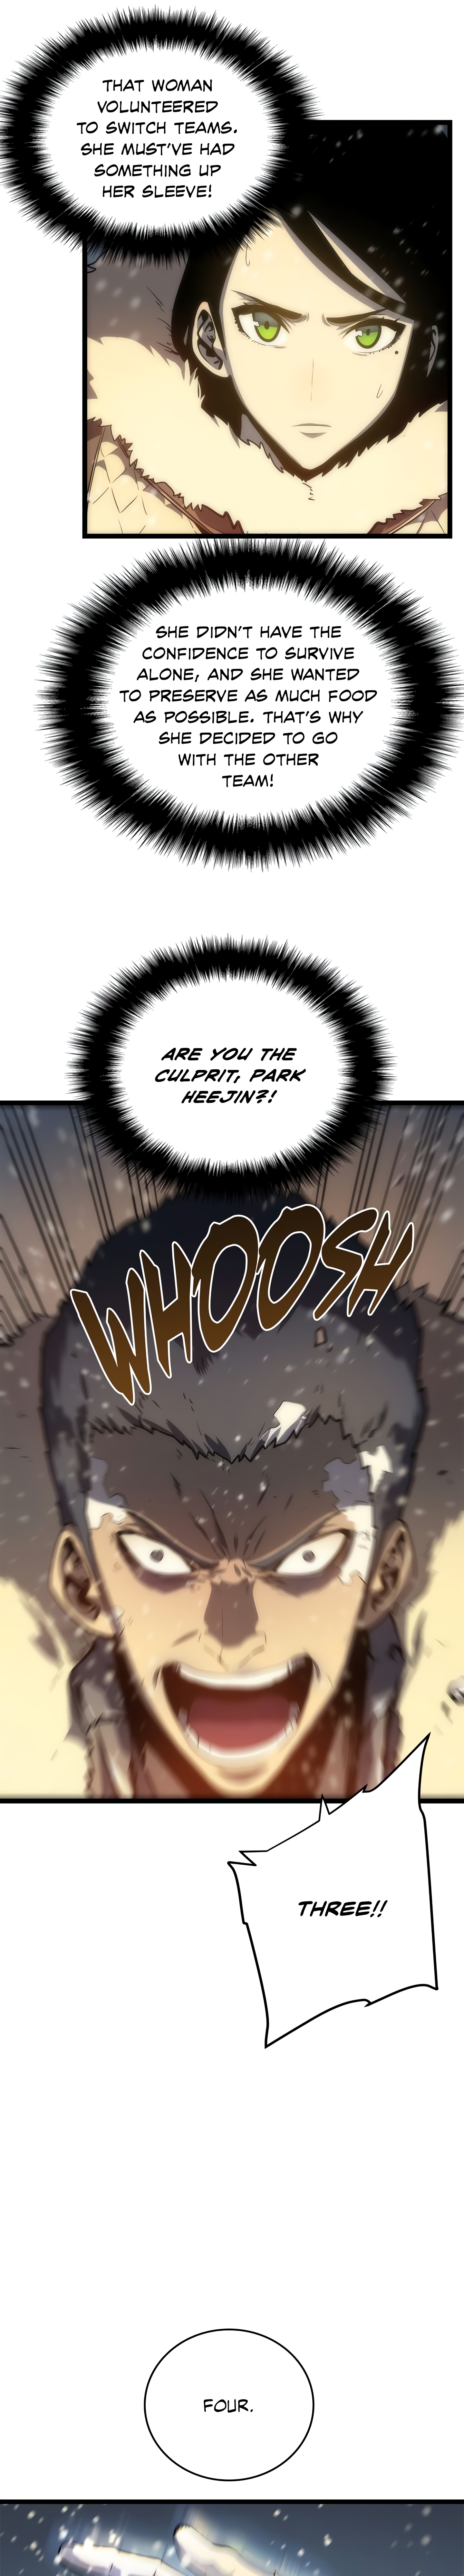 THAT WOMAN
VOLUNTEERED
TO SWITCH TEAMS.
SHE MUST'VE HAD
SOMETHING UP
HER SLEEVE!
SHE DIDN'T HAVE THE
CONFIDENCE TO SURVIVE
ALONE, AND SHE WANTED
TO PRESERVE AS MUCH FOOD
AS POSSIBLE. THAT'S WHY
SHE DECIDED TO GO
WITH THE OTHER
TEAM!
ARE YOU THE
CULPRIT, PARK
HEEJIN?!
WHOOSH
THREE!!
FOUR.